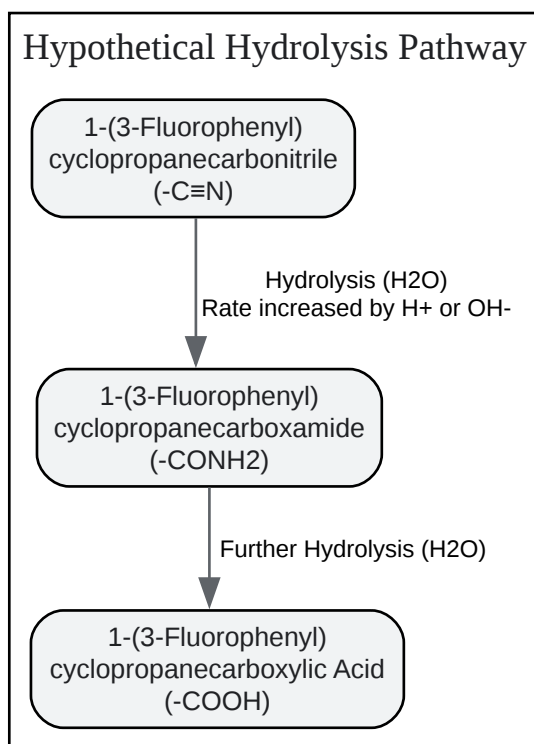 Hypothetical Hydrolysis Pathway
1-(3-Fluorophenyl)
cyclopropanecarbonitrile
(-C≡N)
Hydrolysis (H2O)
Rate increased by H+ or OH-
1-(3-Fluorophenyl)
cyclopropanecarboxamide
(-CONH2)
Further Hydrolysis (H2O)
1-(3-Fluorophenyl)
cyclopropanecarboxylic Acid
(-COOH)